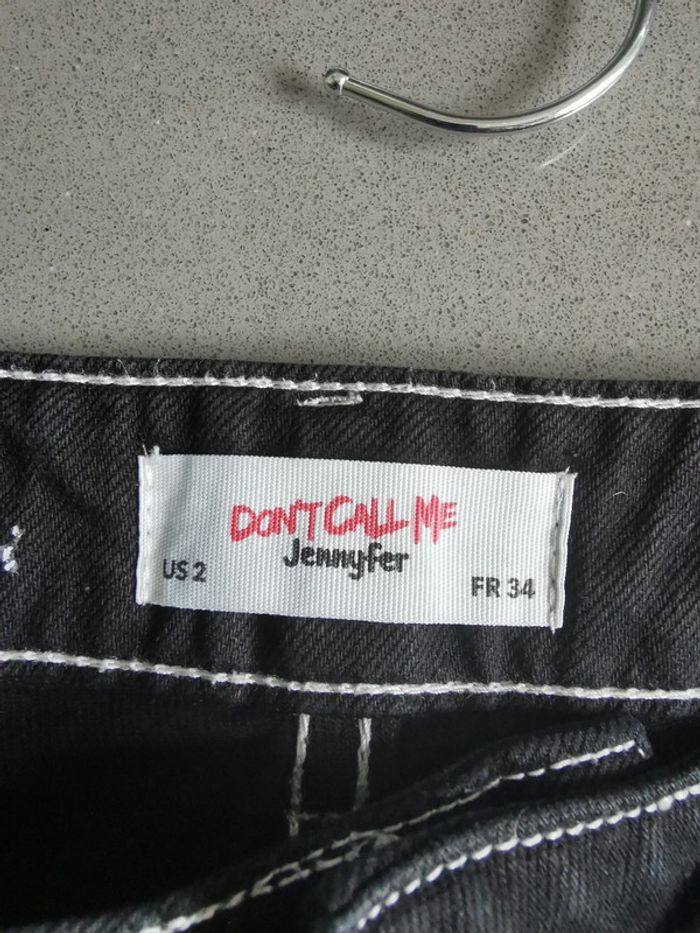 DON'T CALL ME
Jennyfer
US 2
FR 34